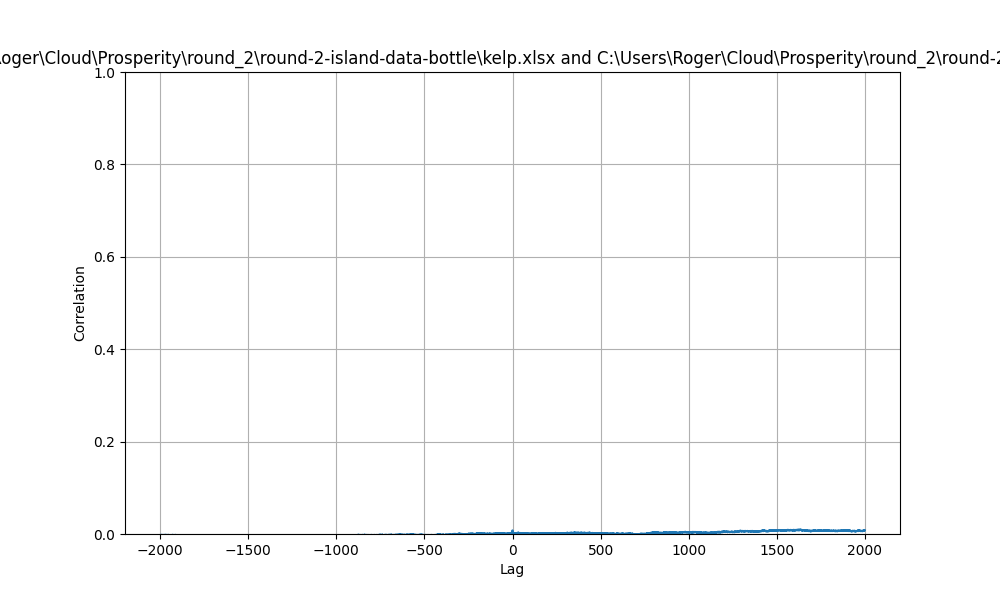 oger\Cloud\Prosperity\round_2\round-2-island-data-bottle\kelp.xlsx and C:\Users\Roger\Cloud\Prosperity\round_2\round-2
1.0
0.8
0.6
0.4
0.2
0.0
Correlation
−2000 −1500 −1000 −500 0 500 1000 1500 2000
Lag